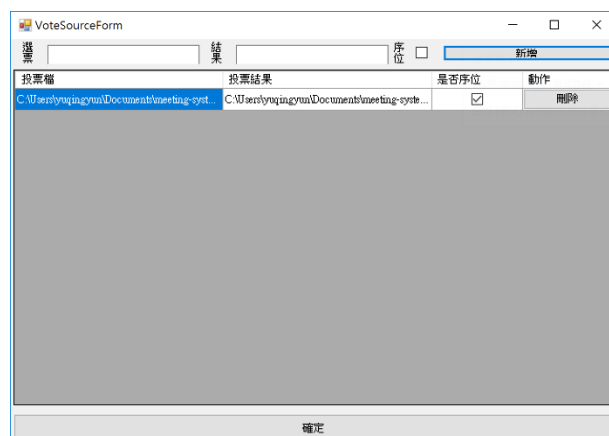 VoteSourceForm
選票 結果 序位 新增
投票檔 投票結果 是否序位 動作
C:\Users\yuqingyun\Documents\meeting-syst... C:\Users\yuqingyun\Documents\meeting-syste... 刪除
確定